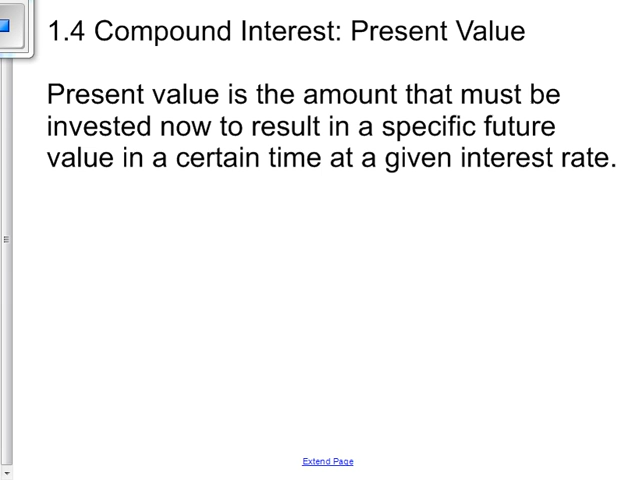 1.4 Compound Interest: Present Value
Present value is the amount that must be
invested now to result in a specific future
value in a certain time at a given interest rate.
Extend Page